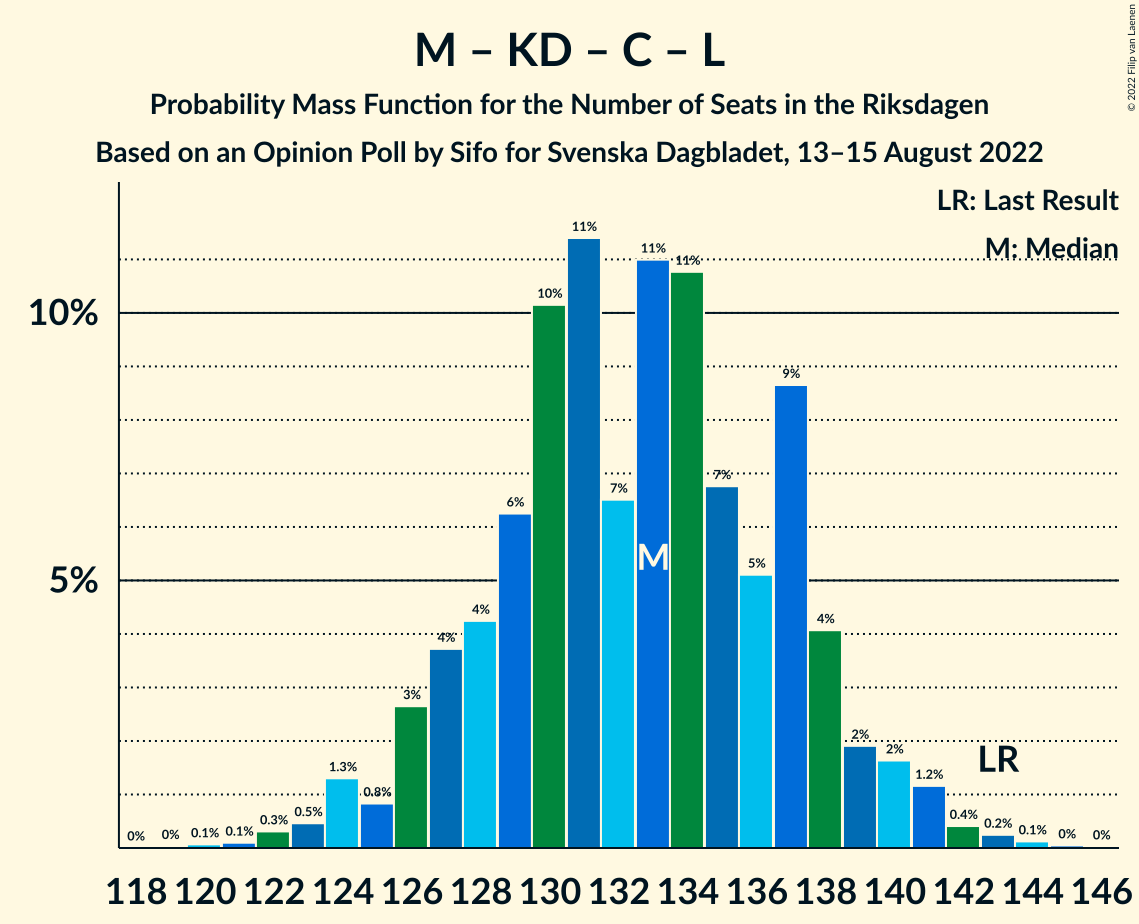 M – KD – C – L
Probability Mass Function for the Number of Seats in the Riksdagen
Based on an Opinion Poll by Sifo for Svenska Dagbladet, 13–15 August 2022
© 2022 Filip van Laenen
LR: Last Result
M: Median
10%
5%
0% 0% 0.1% 0.1% 0.3% 0.5% 1.3% 0.8% 3% 4% 4% 6% 10% 11% 7% 11% 11% 7% 5% 9% 4% 2% 2% 1.2% 0.4% 0.2% 0.1% 0% 0%
M
LR
118 120 122 124 126 128 130 132 134 136 138 140 142 144 146